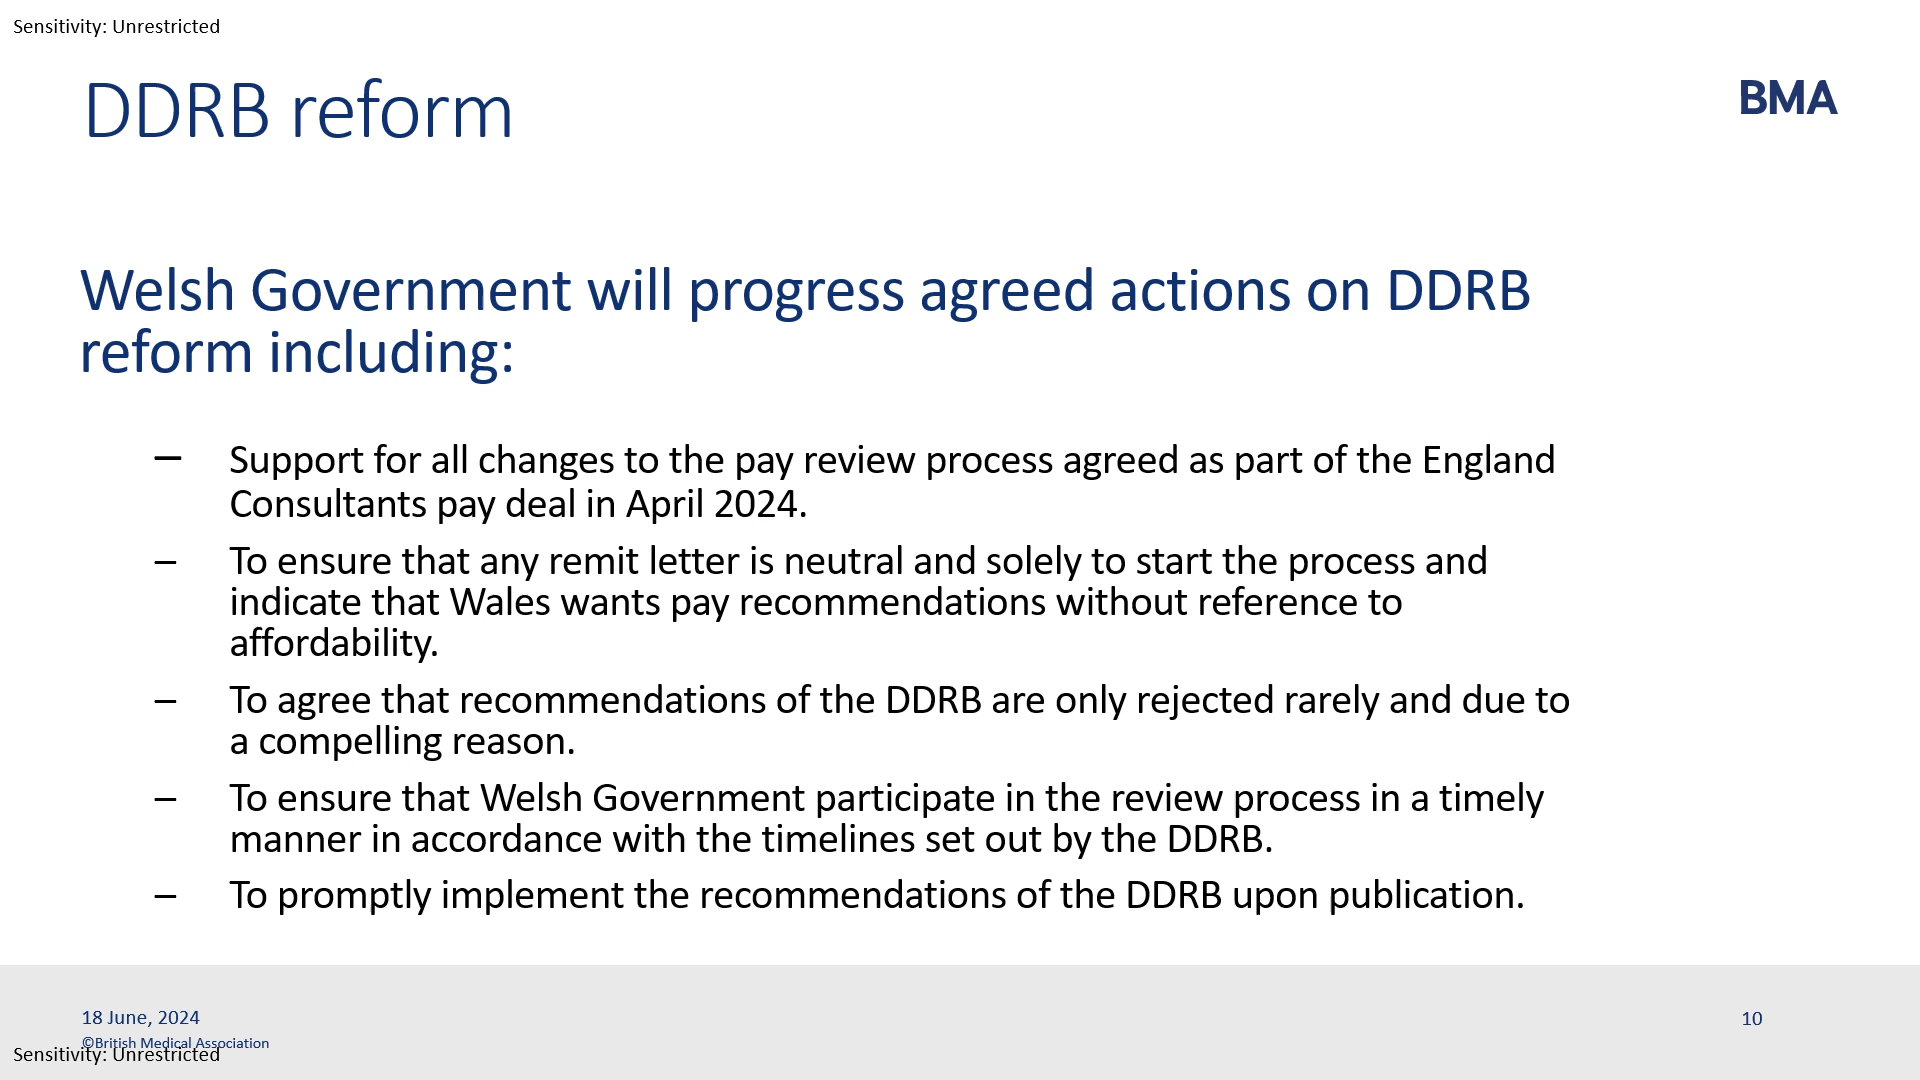 Sensitivity: Unrestricted
DDRB reform
BMA
Welsh Government will progress agreed actions on DDRB
reform including:
– Support for all changes to the pay review process agreed as part of the England
Consultants pay deal in April 2024.
– To ensure that any remit letter is neutral and solely to start the process and
indicate that Wales wants pay recommendations without reference to
affordability.
– To agree that recommendations of the DDRB are only rejected rarely and due to
a compelling reason.
– To ensure that Welsh Government participate in the review process in a timely
manner in accordance with the timelines set out by the DDRB.
– To promptly implement the recommendations of the DDRB upon publication.
18 June, 2024
10
©British Medical Association
Sensitivity: Unrestricted